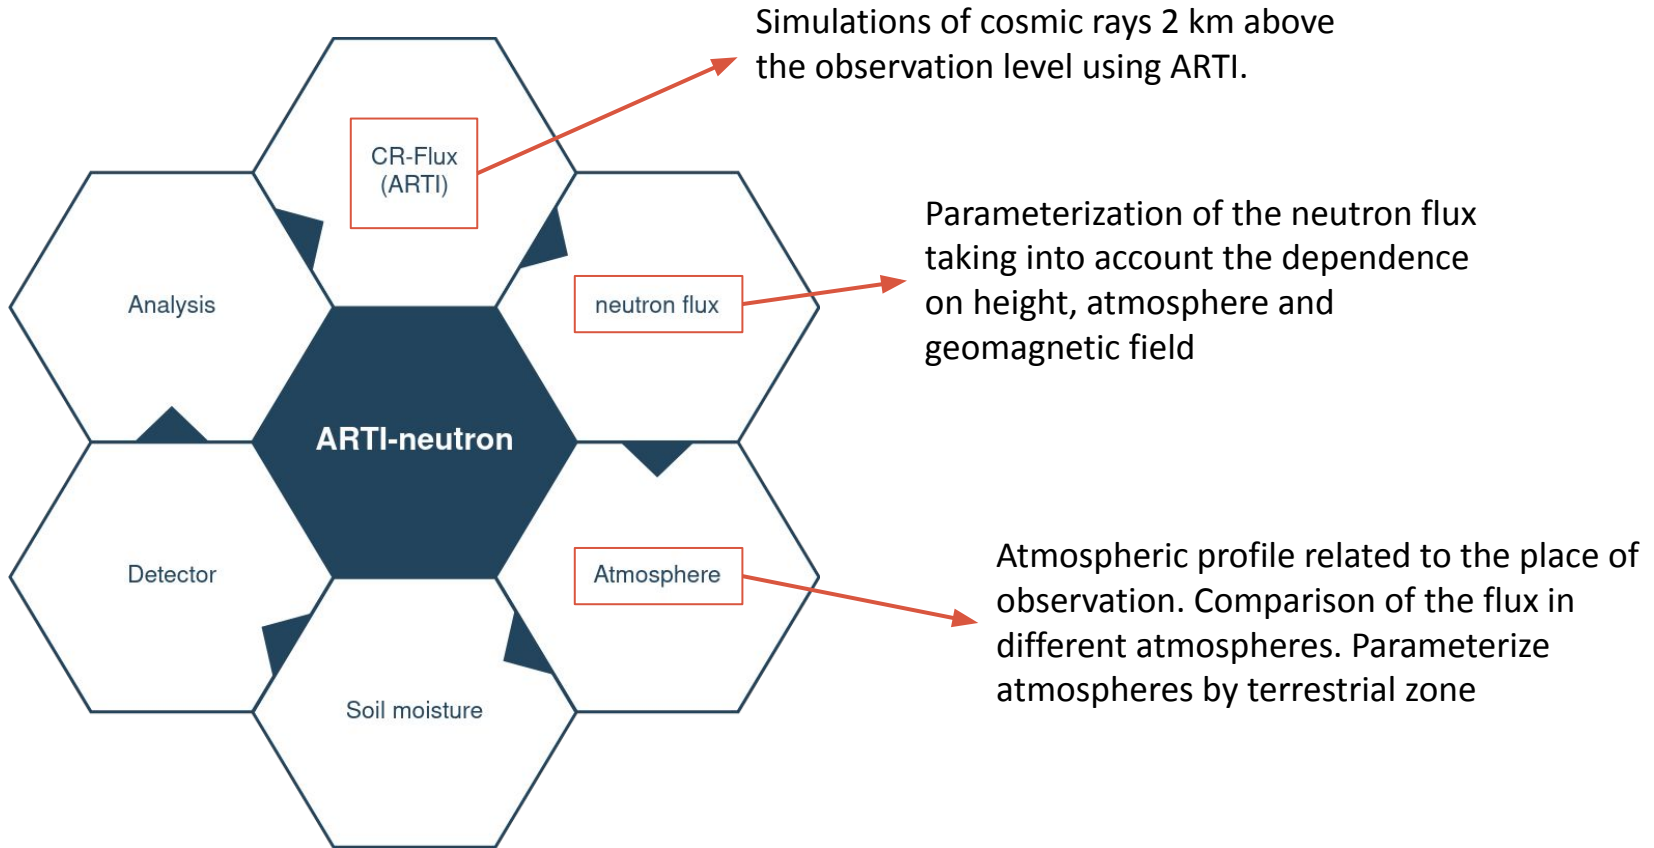 Simulations of cosmic rays 2 km above
the observation level using ARTI.
CR-Flux
(ARTI)
Parameterization of the neutron flux
taking into account the dependence
on height, atmosphere and
geomagnetic field
Analysis
neutron flux
ARTI-neutron
Detector
Atmosphere
Atmospheric profile related to the place of
observation. Comparison of the flux in
different atmospheres. Parameterize
atmospheres by terrestrial zone
Soil moisture